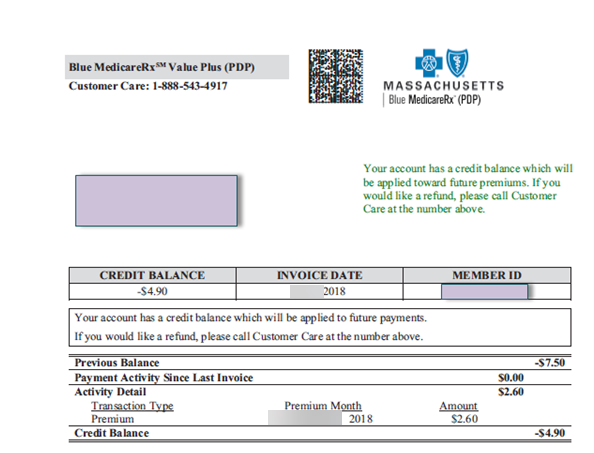 Blue MedicareRx℠ Value Plus (PDP)
Customer Care: 1-888-543-4917
MASSACHUSETTS
Blue MedicareRx® (PDP)
Your account has a credit balance which will
be applied toward future premiums. If you
would like a refund, please call Customer
Care at the number above.
CREDIT BALANCE INVOICE DATE MEMBER ID
-$4.90 2018
Your account has a credit balance which will be applied to future payments.
If you would like a refund, please call Customer Care at the number above.
Previous Balance -$7.50
Payment Activity Since Last Invoice $0.00
Activity Detail $2.60
Transaction Type Premium Month Amount
Premium 2018 $2.60
Credit Balance -$4.90